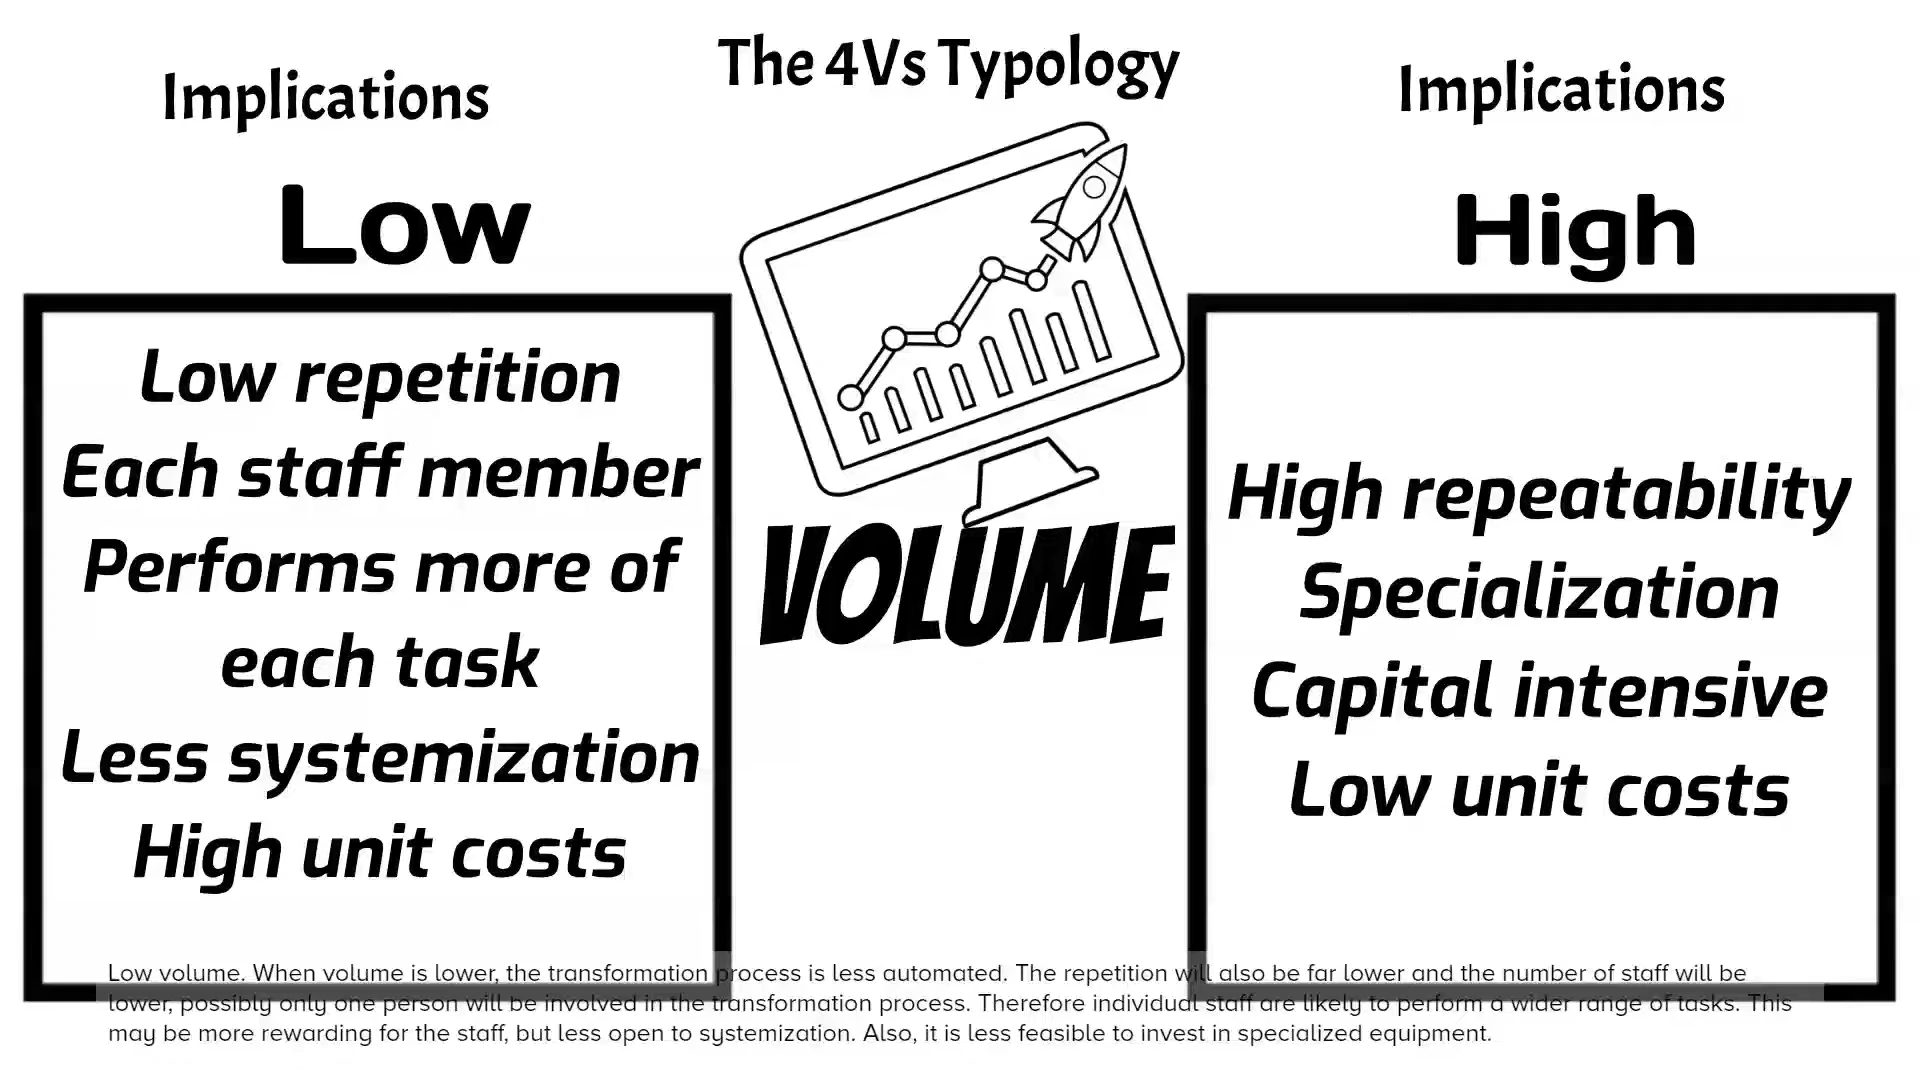 The 4Vs Typology
Implications
Low
Low repetition
Each staff member
Performs more of
each task
Less systemization
High unit costs
VOLUME
Implications
High
High repeatability
Specialization
Capital intensive
Low unit costs
Low volume. When volume is lower, the transformation process is less automated. The repetition will also be far lower and the number of staff will be
lower, possibly only one person will be involved in the transformation process. Therefore individual staff are likely to perform a wider range of tasks. This
may be more rewarding for the staff, but less open to systemization. Also, it is less feasible to invest in specialized equipment.